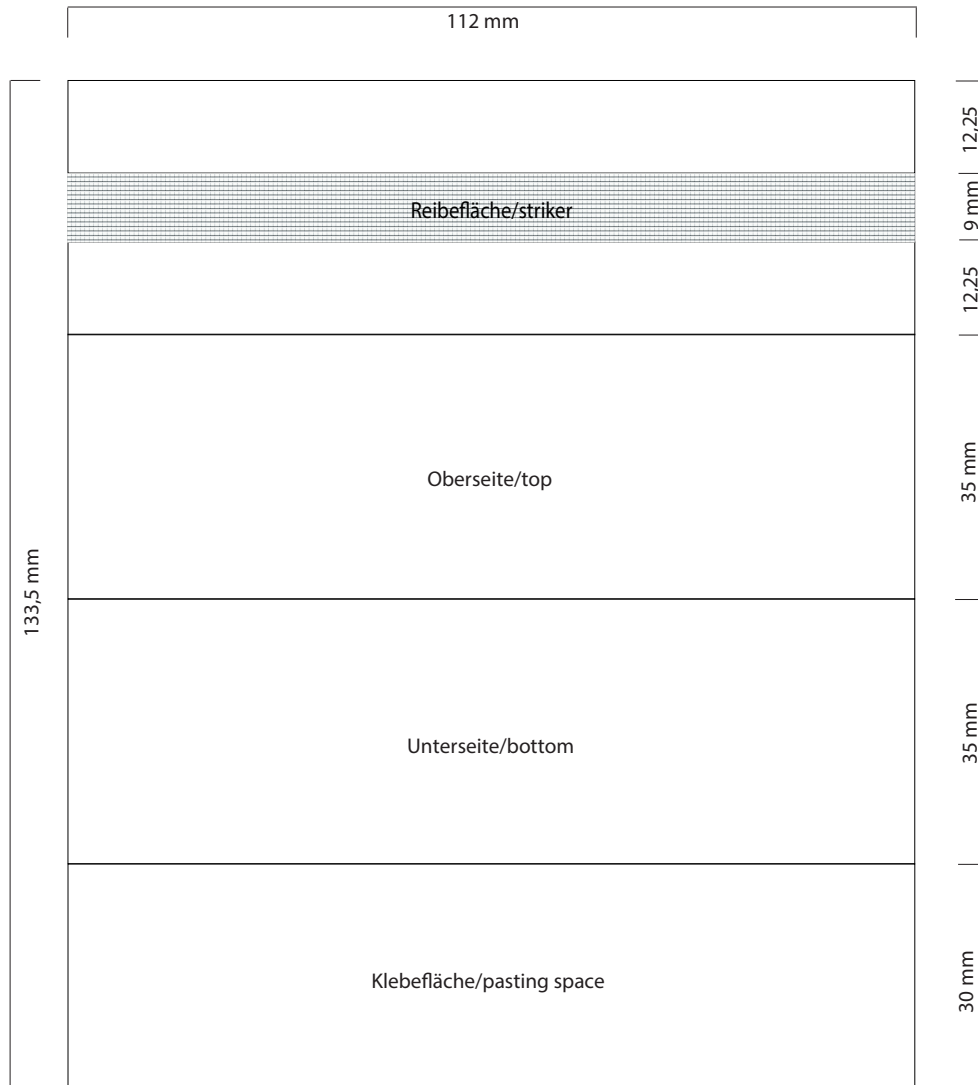 112 mm
12,25
9 mm
Reibefläche/striker
12,25
Oberseite/top
35 mm
133,5 mm
Unterseite/bottom
35 mm
Klebefläche/pasting space
30 mm